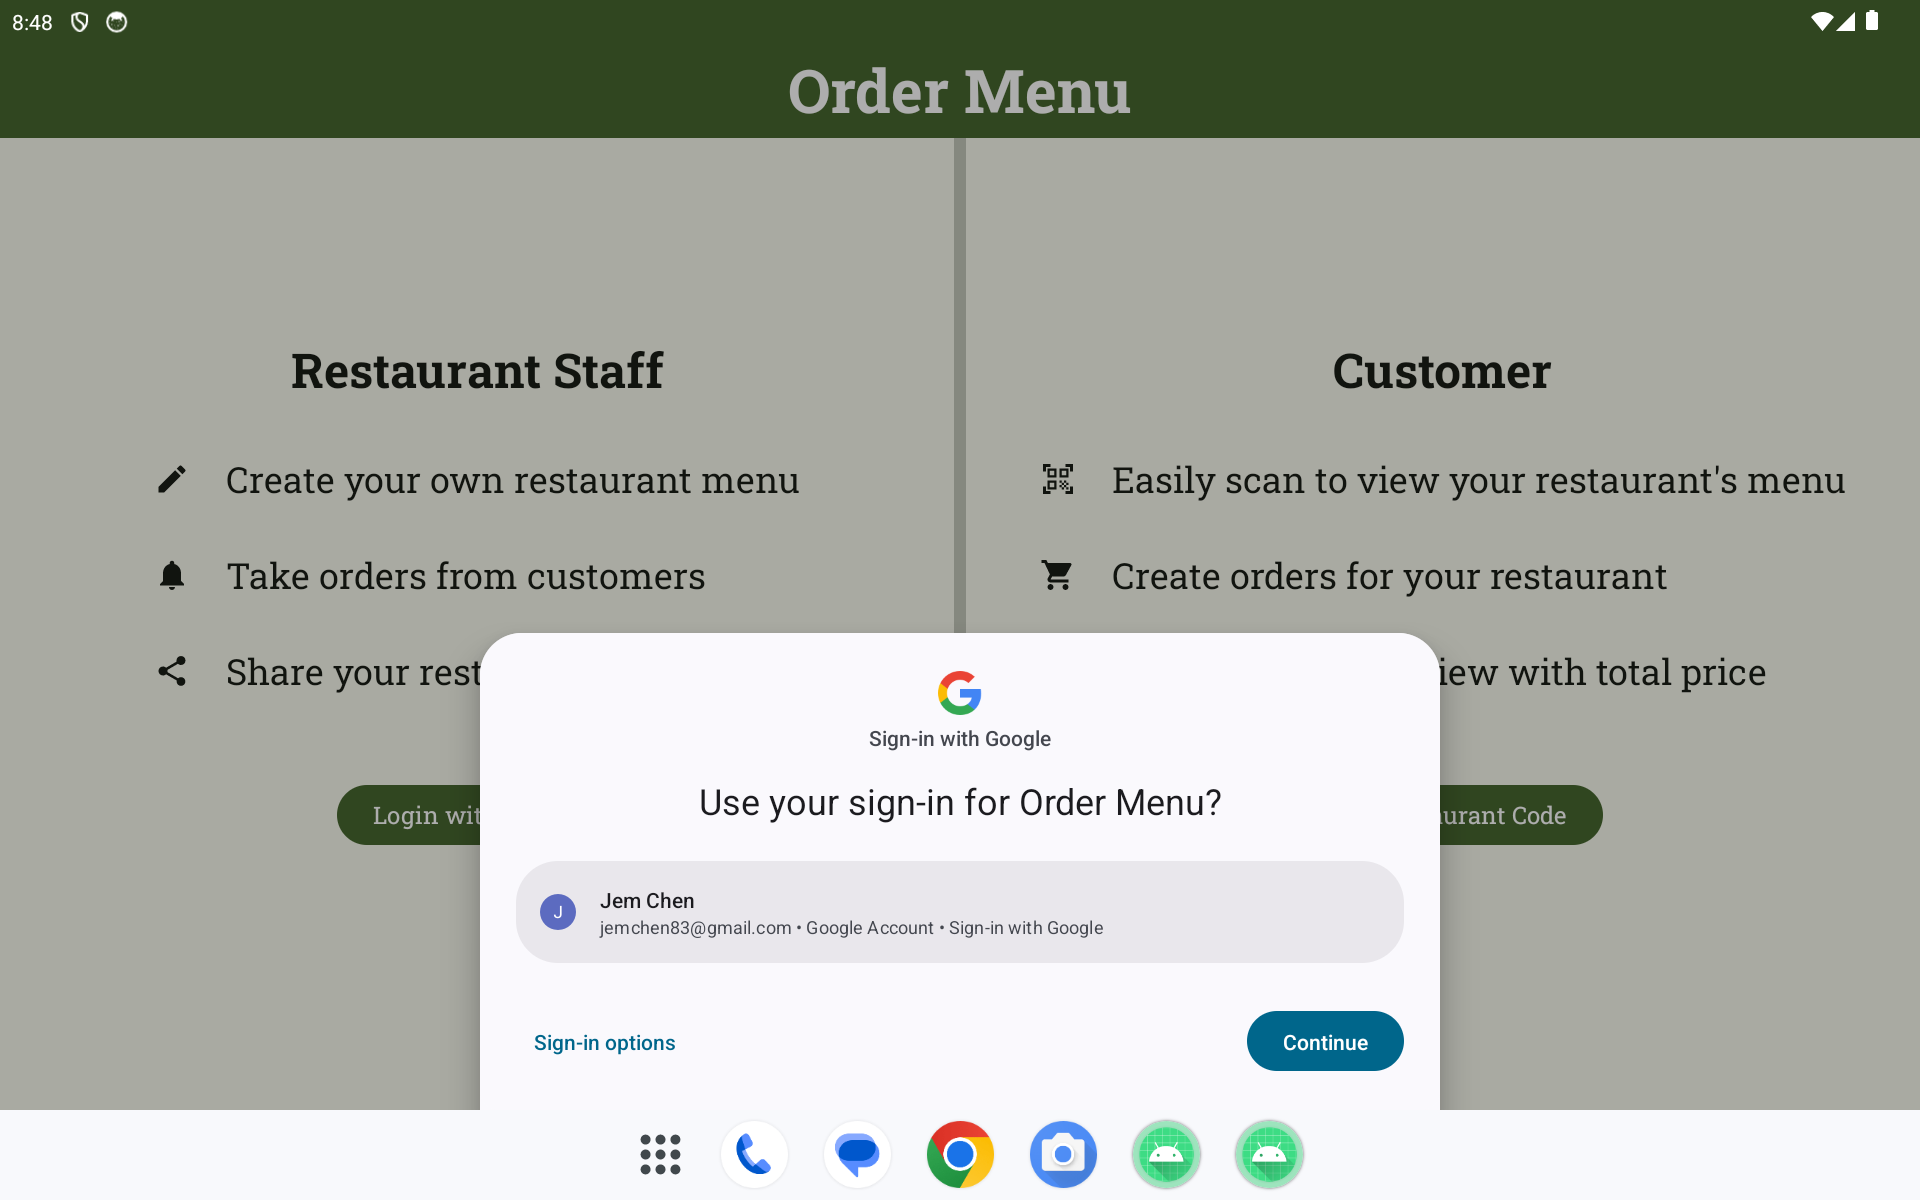 8:48
Order Menu
Restaurant Staff
Create your own restaurant menu
Take orders from customers
Share your rest
Login wit
Customer
Easily scan to view your restaurant's menu
Create orders for your restaurant
iew with total price
urant Code
Sign-in with Google
Use your sign-in for Order Menu?
J
Jem Chen
jemchen83@gmail.com • Google Account • Sign-in with Google
Sign-in options
Continue